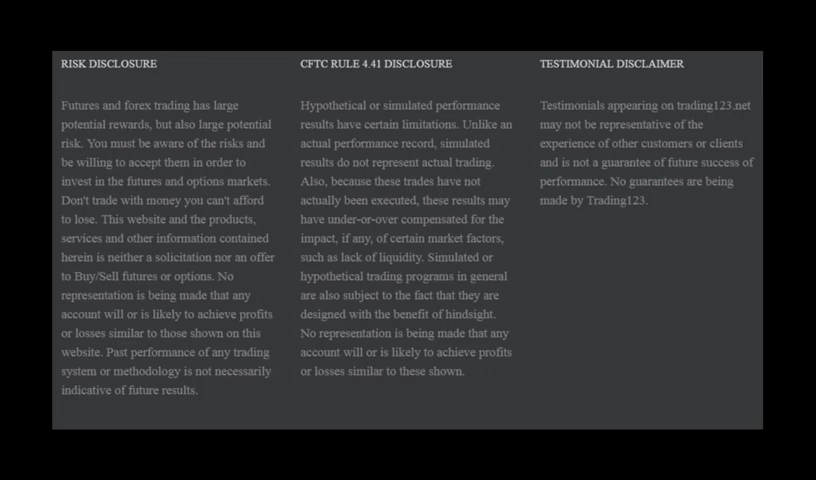 RISK DISCLOSURE
Futures and forex trading has large
potential rewards, but also large potential
risk. You must be aware of the risks and
be willing to accept them in order to
invest in the futures and options markets.
Don't trade with money you can't afford
to lose. This website and the products,
services and other information contained
herein is neither a solicitation nor an offer
to Buy/Sell futures or options. No
representation is being made that any
account will or is likely to achieve profits
or losses similar to those shown on this
website. Past performance of any trading
system or methodology is not necessarily
indicative of future results.
CFTC RULE 4.41 DISCLOSURE
Hypothetical or simulated performance
results have certain limitations. Unlike an
actual performance record, simulated
results do not represent actual trading.
Also, because these trades have not
actually been executed, these results may
have under-or-over compensated for the
impact, if any, of certain market factors,
such as lack of liquidity. Simulated or
hypothetical trading programs in general
are also subject to the fact that they are
designed with the benefit of hindsight.
No representation is being made that any
account will or is likely to achieve profits
or losses similar to these shown.
TESTIMONIAL DISCLAIMER
Testimonials appearing on trading123.net
may not be representative of the
experience of other customers or clients
and is not a guarantee of future success of
performance. No guarantees are being
made by Trading123.